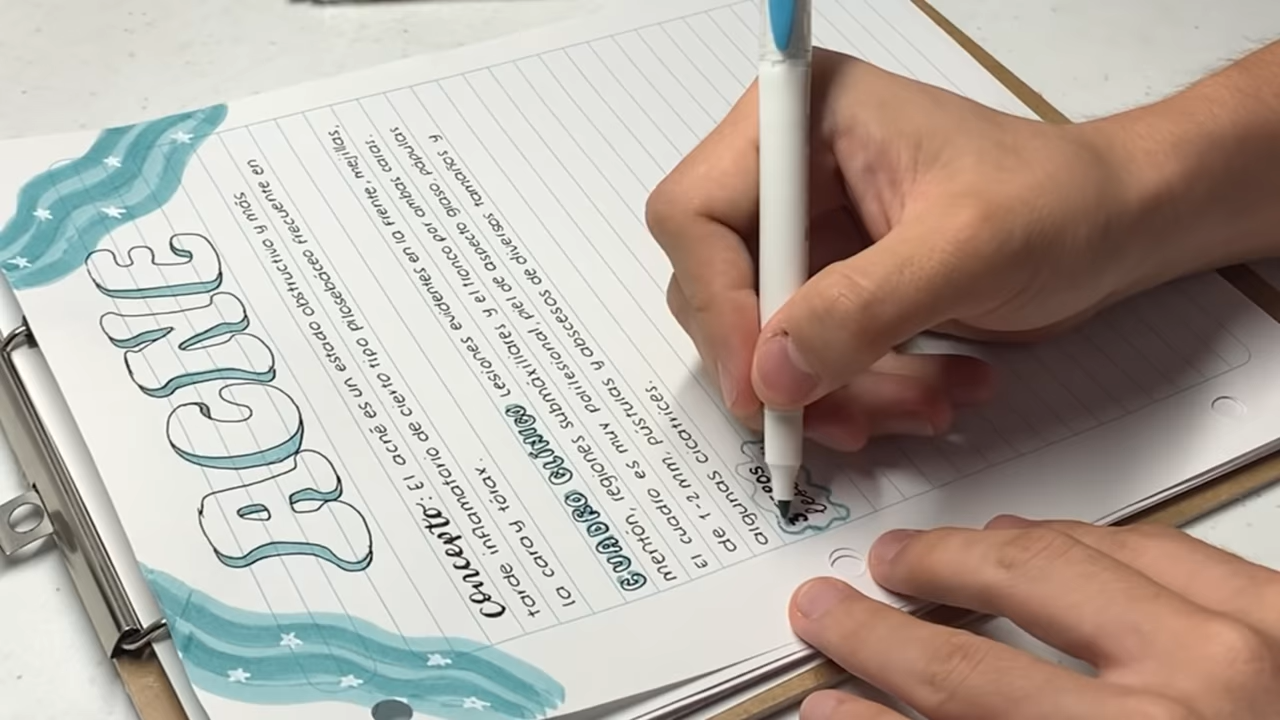 ACNE
Concepto: El acné es un estado obstructivo y más
tarde inflamatorio de cierto tipo pilosebáceo frecuente en
la cara y tórax.
CUADRO CLÍNICO Lesiones evidentes en la frente, mejillas,
mentón, regiones submaxiliares y el tronco por ambas caras.
El cuadro es muy polilesional, piel de aspecto graso, pápulas
de 1-2 mm, pústulas y abscesos de diversos tamaños y
algunas cicatrices.